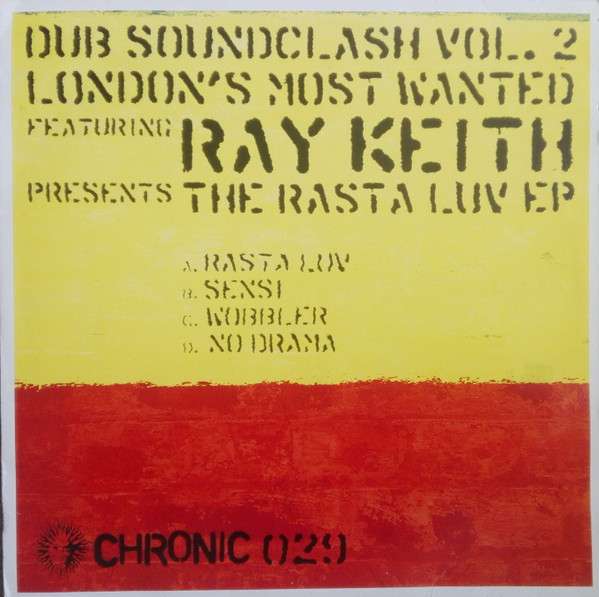 DUB SOUNDCLASH VOL. 2
LONDON'S MOST WANTED
FEATURING RAY KEITH
PRESENTS THE RASTA LUV EP
A. RASTA LUV
B. SENSI
C. WOBBLER
D. NO DRAMA
CHRONIC 029